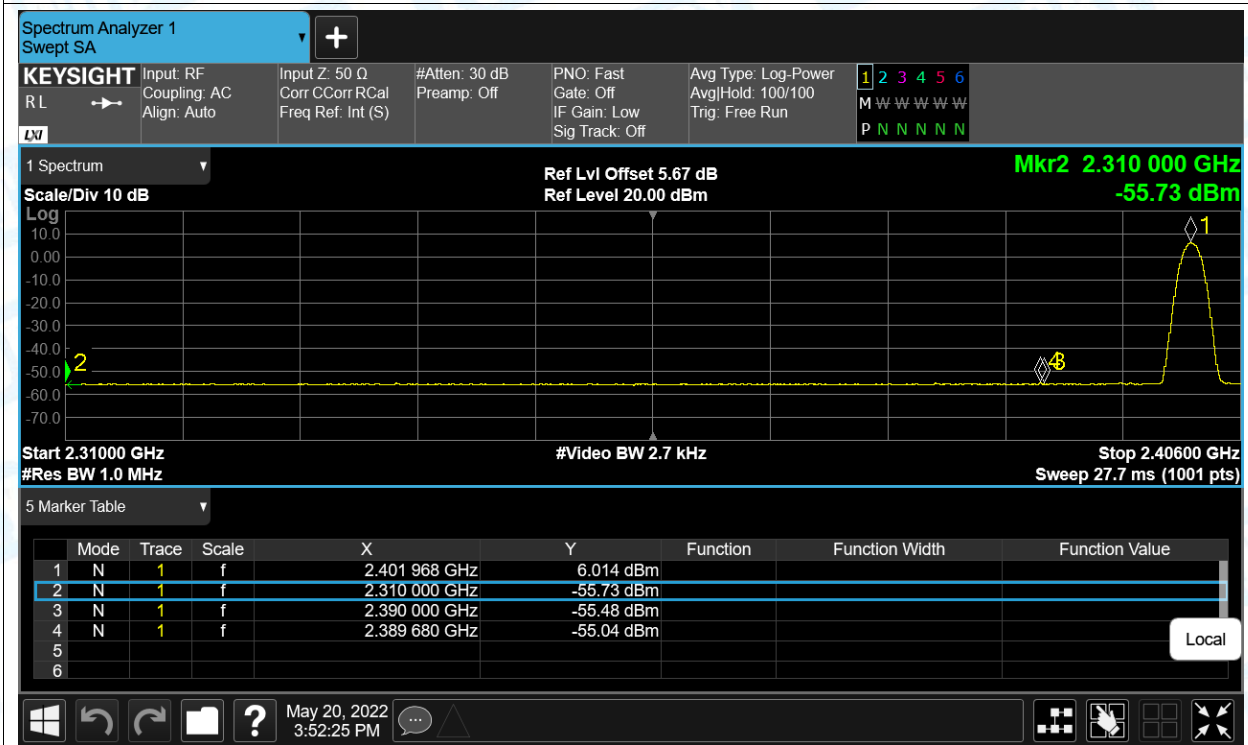 Spectrum Analyzer 1
Swept SA
KEYSIGHT
R L
LXI
Input: RF
Coupling: AC
Align: Auto
Input Z: 50 Ω
Corr CCorr RCal
Freq Ref: Int (S)
#Atten: 30 dB
Preamp: Off
PNO: Fast
Gate: Off
IF Gain: Low
Sig Track: Off
Avg Type: Log-Power
Avg|Hold: 100/100
Trig: Free Run
1 2 3 4 5 6
M W W W W W
P N N N N N
1 Spectrum
Scale/Div 10 dB
Ref Lvl Offset 5.67 dB
Ref Level 20.00 dBm
Mkr2 2.310 000 GHz
-55.73 dBm
Log
10.0
0.00
-10.0
-20.0
-30.0
-40.0
-50.0
-60.0
-70.0
1
2
4
3
Start 2.31000 GHz
#Res BW 1.0 MHz
#Video BW 2.7 kHz
Stop 2.40600 GHz
Sweep 27.7 ms (1001 pts)
5 Marker Table
Mode Trace Scale X Y Function Function Width Function Value
1 N 1 f 2.401 968 GHz 6.014 dBm
2 N 1 f 2.310 000 GHz -55.73 dBm
3 N 1 f 2.390 000 GHz -55.48 dBm
4 N 1 f 2.389 680 GHz -55.04 dBm
5
6
Local
?
May 20, 2022
3:52:25 PM